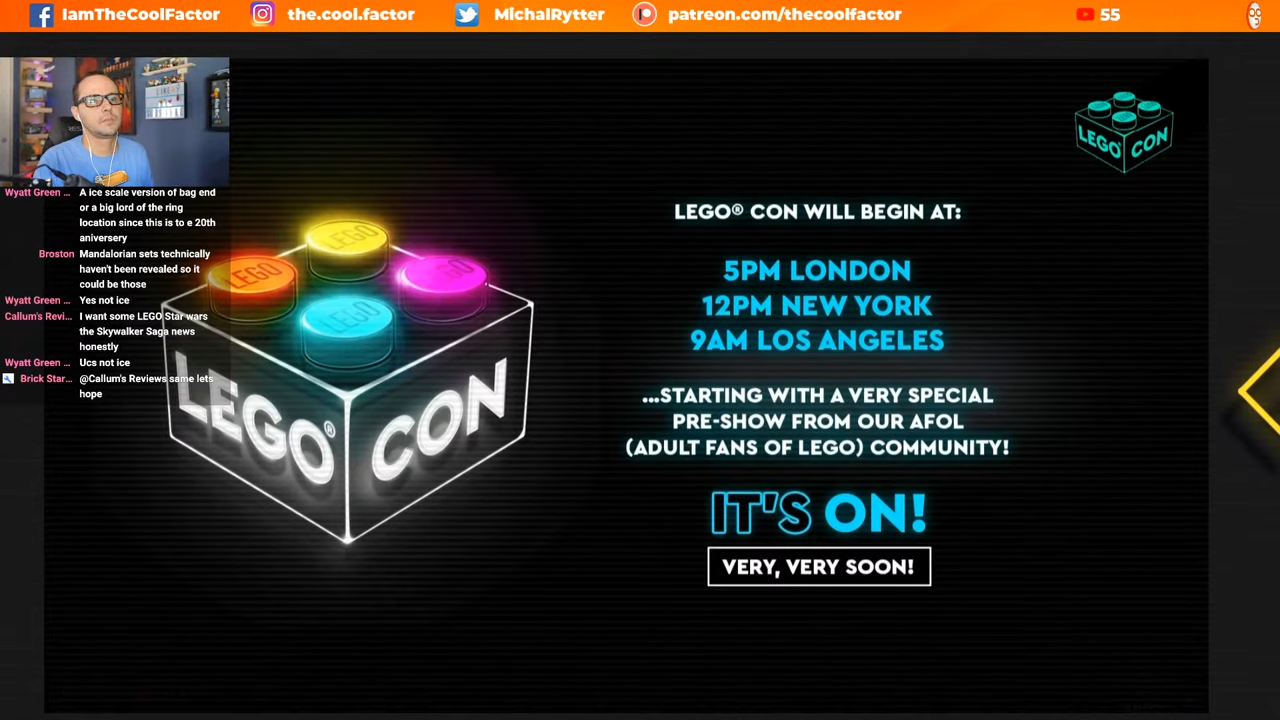 IamTheCoolFactor the.cool.factor MichalRytter patreon.com/thecoolfactor 55
Wyatt Green ... A ice scale version of bag end
or a big lord of the ring
location since this is to e 20th
aniversery
Broston Mandalorian sets technically
haven't been revealed so it
could be those
Wyatt Green ... Yes not ice
Callum's Revi... I want some LEGO Star wars
the Skywalker Saga news
honestly
Wyatt Green ... Ucs not ice
Brick Star... @Callum's Reviews same lets
hope
LEGO
LEGO
LEGO
LEGO® CON
LEGO® CON
LEGO® CON WILL BEGIN AT:
5PM LONDON
12PM NEW YORK
9AM LOS ANGELES
...STARTING WITH A VERY SPECIAL
PRE-SHOW FROM OUR AFOL
(ADULT FANS OF LEGO) COMMUNITY!
IT'S ON!
VERY, VERY SOON!